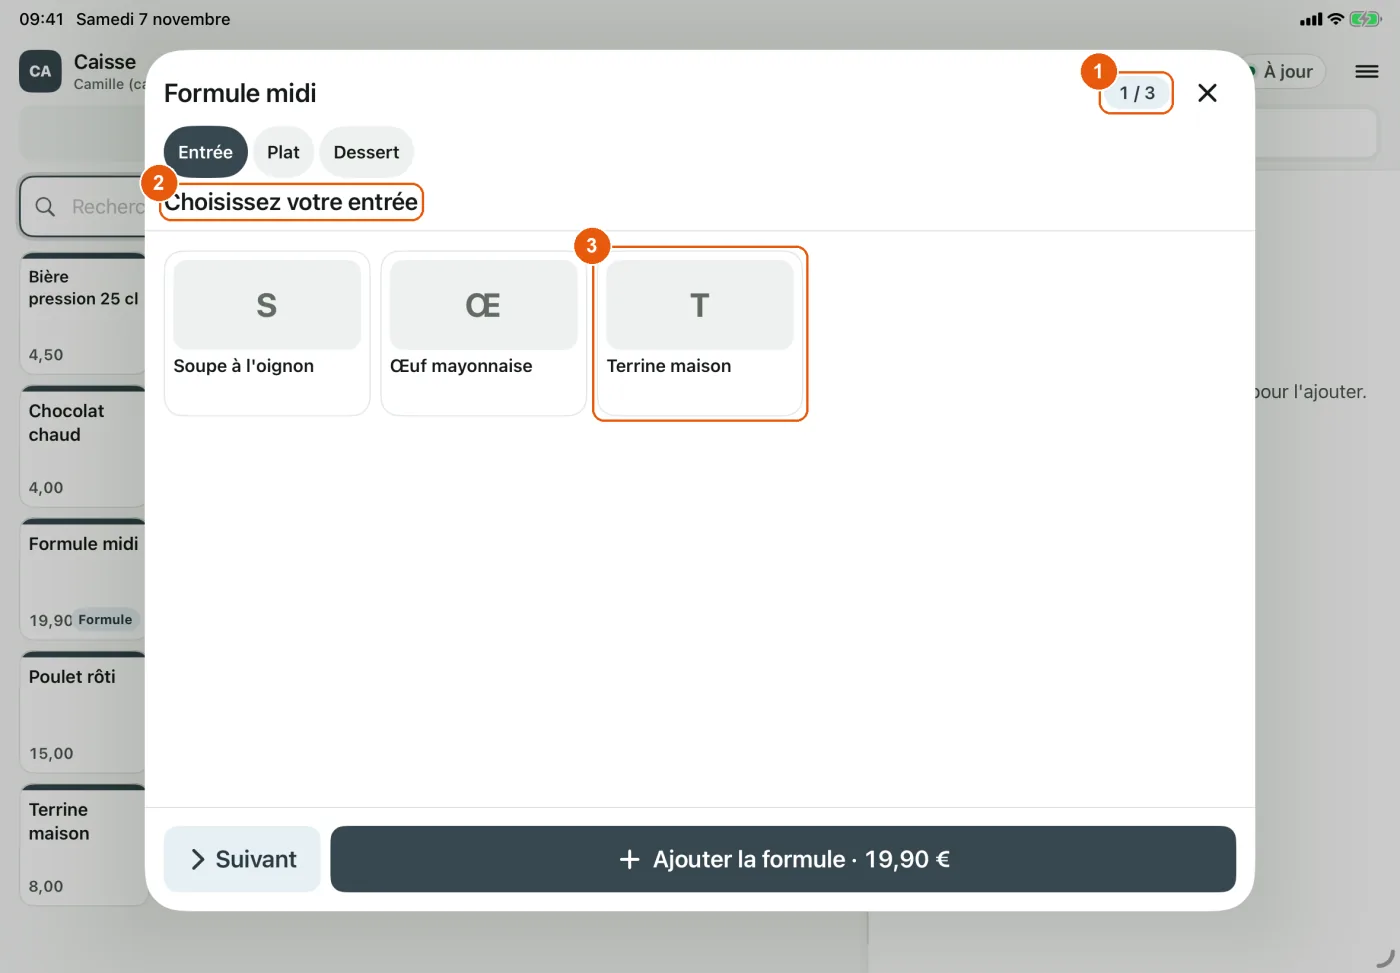 09:41 Samedi 7 novembre
CA
Caisse
Camille (ca
À jour
Formule midi
1
1 / 3
Entrée
Plat
Dessert
2
Choisissez votre entrée
Recherc
3
S
Soupe à l'oignon
Œ
Œuf mayonnaise
T
Terrine maison
Bière
pression 25 cl
4,50
Chocolat
chaud
4,00
Formule midi
19,90
Formule
Poulet rôti
15,00
Terrine
maison
8,00
pour l'ajouter.
Suivant
Ajouter la formule · 19,90 €